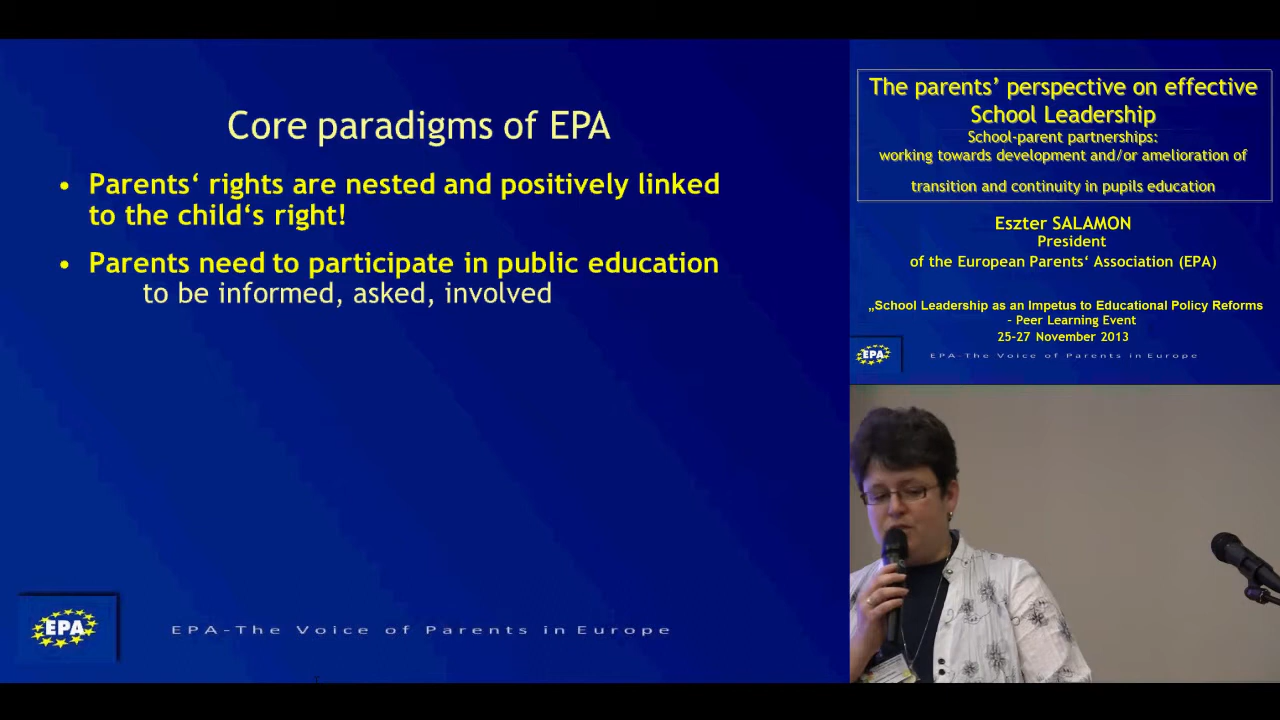 Core paradigms of EPA
• Parents‘ rights are nested and positively linked
to the child‘s right!
• Parents need to participate in public education
to be informed, asked, involved
EPA
EPA-The Voice of Parents in Europe
The parents’ perspective on effective
School Leadership
School-parent partnerships:
working towards development and/or amelioration of
transition and continuity in pupils education
Eszter SALAMON
President
of the European Parents‘ Association (EPA)
„School Leadership as an Impetus to Educational Policy Reforms
- Peer Learning Event
25-27 November 2013
EPA
EPA-The Voice of Parents in Europe